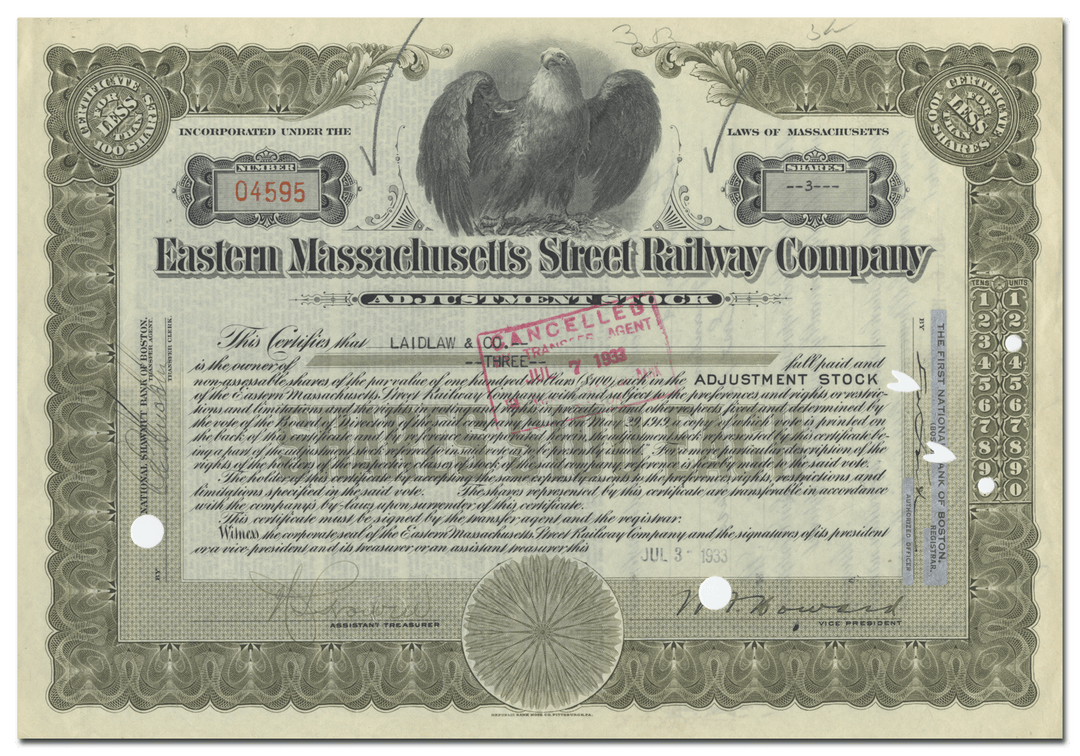 CERTIFICATE
FOR
LESS
THAN
100 SHARES
INCORPORATED UNDER THE
LAWS OF MASSACHUSETTS
CERTIFICATE
FOR
LESS
THAN
100 SHARES
NUMBER
04595
SHARES
--3---
Eastern Massachusetts Street Railway Company
ADJUSTMENT STOCK
This Certifies that LAIDLAW & CO.--
is the owner of --THREE-- full paid and
non-assessable shares of the par value of one hundred dollars ($100) each in the ADJUSTMENT STOCK
of the Eastern Massachusetts Street Railway Company with and subject to the preferences and rights or restric-
tions and limitations and the rights in voting and rights in precedence and other respects fixed and determined by
the vote of the Board of Directors of the said company passed on May 29, 1919, a copy of which vote is printed on
the back of this certificate and by reference incorporated herein, the adjustment stock represented by this certificate be-
ing a part of the adjustment stock referred to in said vote as to be presently issued. For a more particular description of the
rights of the holders of the respective classes of stock of the said company reference is hereby made to the said vote.
The holder of this certificate by accepting the same expressly assents to the preferences, rights, restrictions and
limitations specified in the said vote. The shares represented by this certificate are transferable in accordance
with the company's by-laws upon surrender of this certificate.
This certificate must be signed by the transfer agent and the registrar.
Witness the corporate seal of the Eastern Massachusetts Street Railway Company and the signatures of its president
or a vice president and its treasurer or an assistant treasurer this JUL 3 - 1933
CANCELLED
TRANSFER AGENT
JUL 7 1933
ASSISTANT TREASURER
W. Howard
VICE PRESIDENT
NATIONAL SHAWMUT BANK OF BOSTON.
TRANSFER AGENT.
TRANSFER CLERK.
BY
THE FIRST NATIONAL BANK OF BOSTON.
(BOS
REGISTRAR.
BY
AUTHORIZED OFFICER
TENS UNITS
1 1
2 2
3
4 4
5 5
6 6
7 7
8 8
9 9
0
3